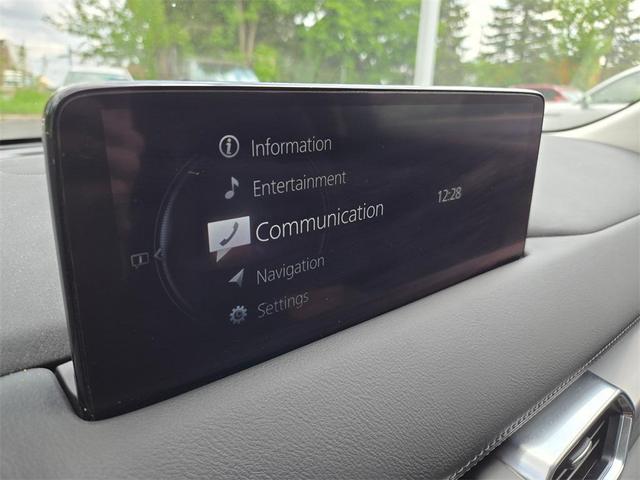 Information
Entertainment
Communication
12:28
Navigation
Settings